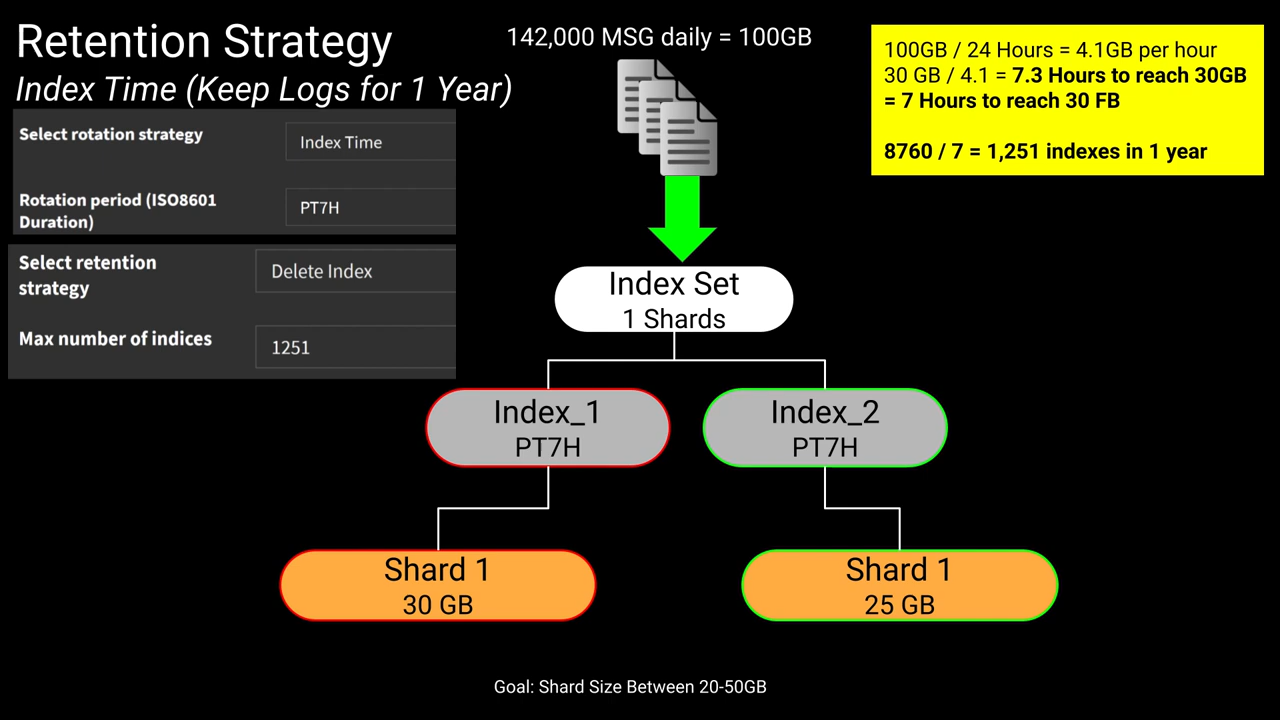 Retention Strategy
Index Time (Keep Logs for 1 Year)
Select rotation strategy
Index Time
Rotation period (ISO8601
Duration)
PT7H
Select retention
strategy
Delete Index
Max number of indices
1251
142,000 MSG daily = 100GB
100GB / 24 Hours = 4.1GB per hour
30 GB / 4.1 = 7.3 Hours to reach 30GB
= 7 Hours to reach 30 FB
8760 / 7 = 1,251 indexes in 1 year
Index Set
1 Shards
Index_1
PT7H
Index_2
PT7H
Shard 1
30 GB
Shard 1
25 GB
Goal: Shard Size Between 20-50GB